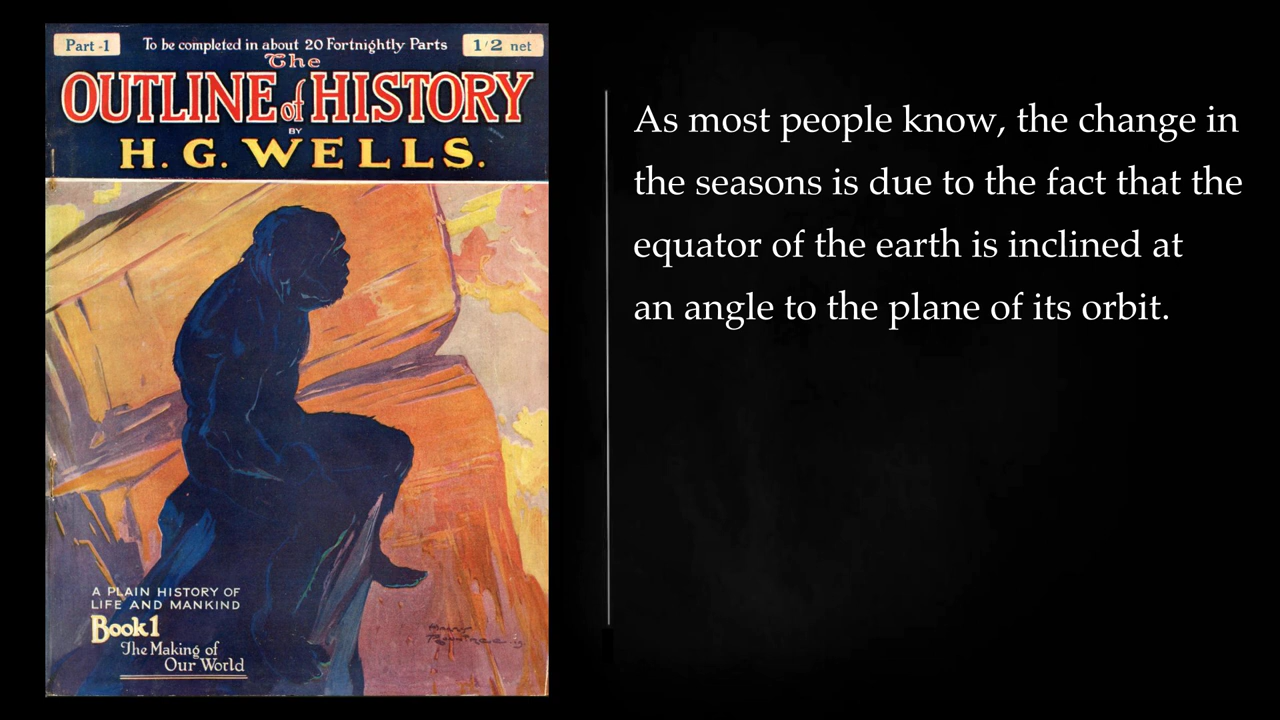 Part -1
To be completed in about 20 Fortnightly Parts
1/2 net
The
OUTLINE of HISTORY
BY
H. G. WELLS.
A PLAIN HISTORY OF
LIFE AND MANKIND
Book 1
The Making of
Our World
As most people know, the change in
the seasons is due to the fact that the
equator of the earth is inclined at
an angle to the plane of its orbit.